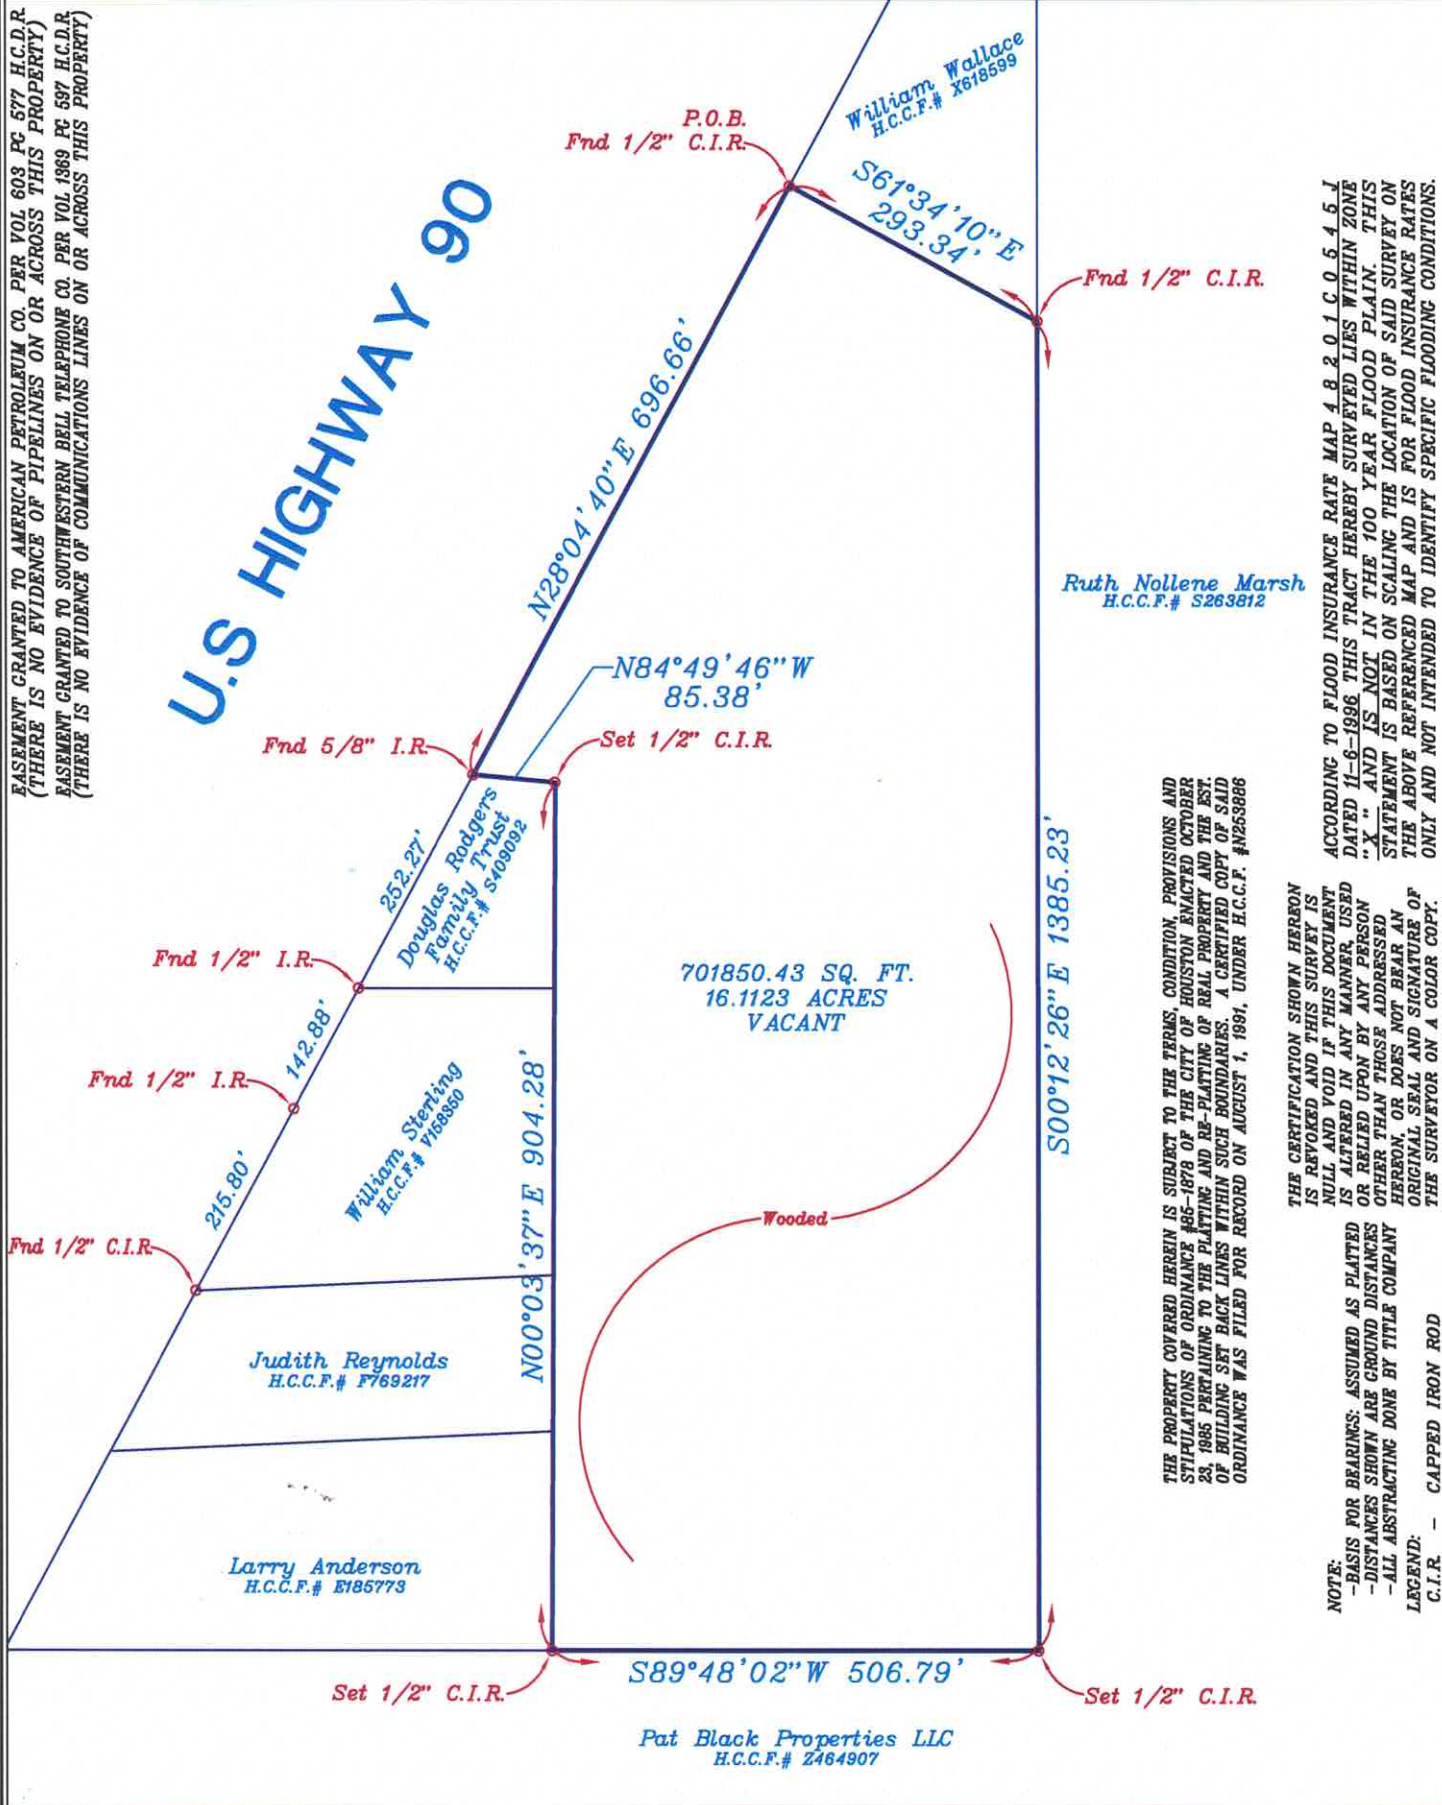 EASEMENT GRANTED TO AMERICAN PETROLEUM CO. PER VOL 603 PG 577 H.C.D.R.
(THERE IS NO EVIDENCE OF PIPELINES ON OR ACROSS THIS PROPERTY)
EASEMENT GRANTED TO SOUTHWESTERN BELL TELEPHONE CO. PER VOL 1369 PG 597 H.C.D.R.
(THERE IS NO EVIDENCE OF COMMUNICATIONS LINES ON OR ACROSS THIS PROPERTY)
U.S HIGHWAY 90
William Wallace
H.C.C.F.# X618599
P.O.B.
Fnd 1/2" C.I.R.
S61°34'10"E
293.34'
Fnd 1/2" C.I.R.
N28°04'40"E 696.66'
Ruth Nollene Marsh
H.C.C.F.# S263812
N84°49'46"W
85.38'
Fnd 5/8" I.R.
Set 1/2" C.I.R.
252.27'
Douglas Rodgers
Family Trust
H.C.C.F.# S409092
Fnd 1/2" I.R.
142.88'
Fnd 1/2" I.R.
701850.43 SQ. FT.
16.1123 ACRES
VACANT
S00°12'26"E 1385.23'
William Sterling
H.C.C.F.# V158350
215.80'
N00°03'37"E 904.28'
Wooded
Fnd 1/2" C.I.R.
Judith Reynolds
H.C.C.F.# F769217
Larry Anderson
H.C.C.F.# E185773
Set 1/2" C.I.R.
S89°48'02"W 506.79'
Set 1/2" C.I.R.
Pat Black Properties LLC
H.C.C.F.# Z464907
THE PROPERTY COVERED HEREIN IS SUBJECT TO THE TERMS, CONDITION, PROVISIONS AND
STIPULATIONS OF ORDINANCE #85-1878 OF THE CITY OF HOUSTON ENACTED OCTOBER
23, 1985 PERTAINING TO THE PLATTING AND RE-PLATING OF REAL PROPERTY AND THE EST.
OF BUILDING SET BACK LINES WITHIN SUCH BOUNDARIES. A CERTIFIED COPY OF SAID
ORDINANCE WAS FILED FOR RECORD ON AUGUST 1, 1991, UNDER H.C.C.F. #N253886
ACCORDING TO FLOOD INSURANCE RATE MAP 4 8 2 0 1 C 0 5 4 5 J
DATED 11-6-1996 THIS TRACT HEREBY SURVEYED LIES WITHIN ZONE
"X " AND IS NOT IN THE 100 YEAR FLOOD PLAIN. THIS
STATEMENT IS BASED ON SCALING THE LOCATION OF SAID SURVEY ON
THE ABOVE REFERENCED MAP AND IS FOR FLOOD INSURANCE RATES
ONLY AND NOT INTENDED TO IDENTIFY SPECIFIC FLOODING CONDITIONS.
THE CERTIFICATION SHOWN HEREON
IS REVOKED AND THIS SURVEY IS
NULL AND VOID IF THIS DOCUMENT
IS ALTERED IN ANY MANNER, USED
OR RELIED UPON BY ANY PERSON
OTHER THAN THOSE ADDRESSED
HEREON, OR DOES NOT BEAR AN
ORIGINAL SEAL AND SIGNATURE OF
THE SURVEYOR ON A COLOR COPY.
NOTE:
-BASIS FOR BEARINGS: ASSUMED AS PLATTED
-DISTANCES SHOWN ARE GROUND DISTANCES
-ALL ABSTRACTING DONE BY TITLE COMPANY
LEGEND:
C.I.R. - CAPPED IRON ROD